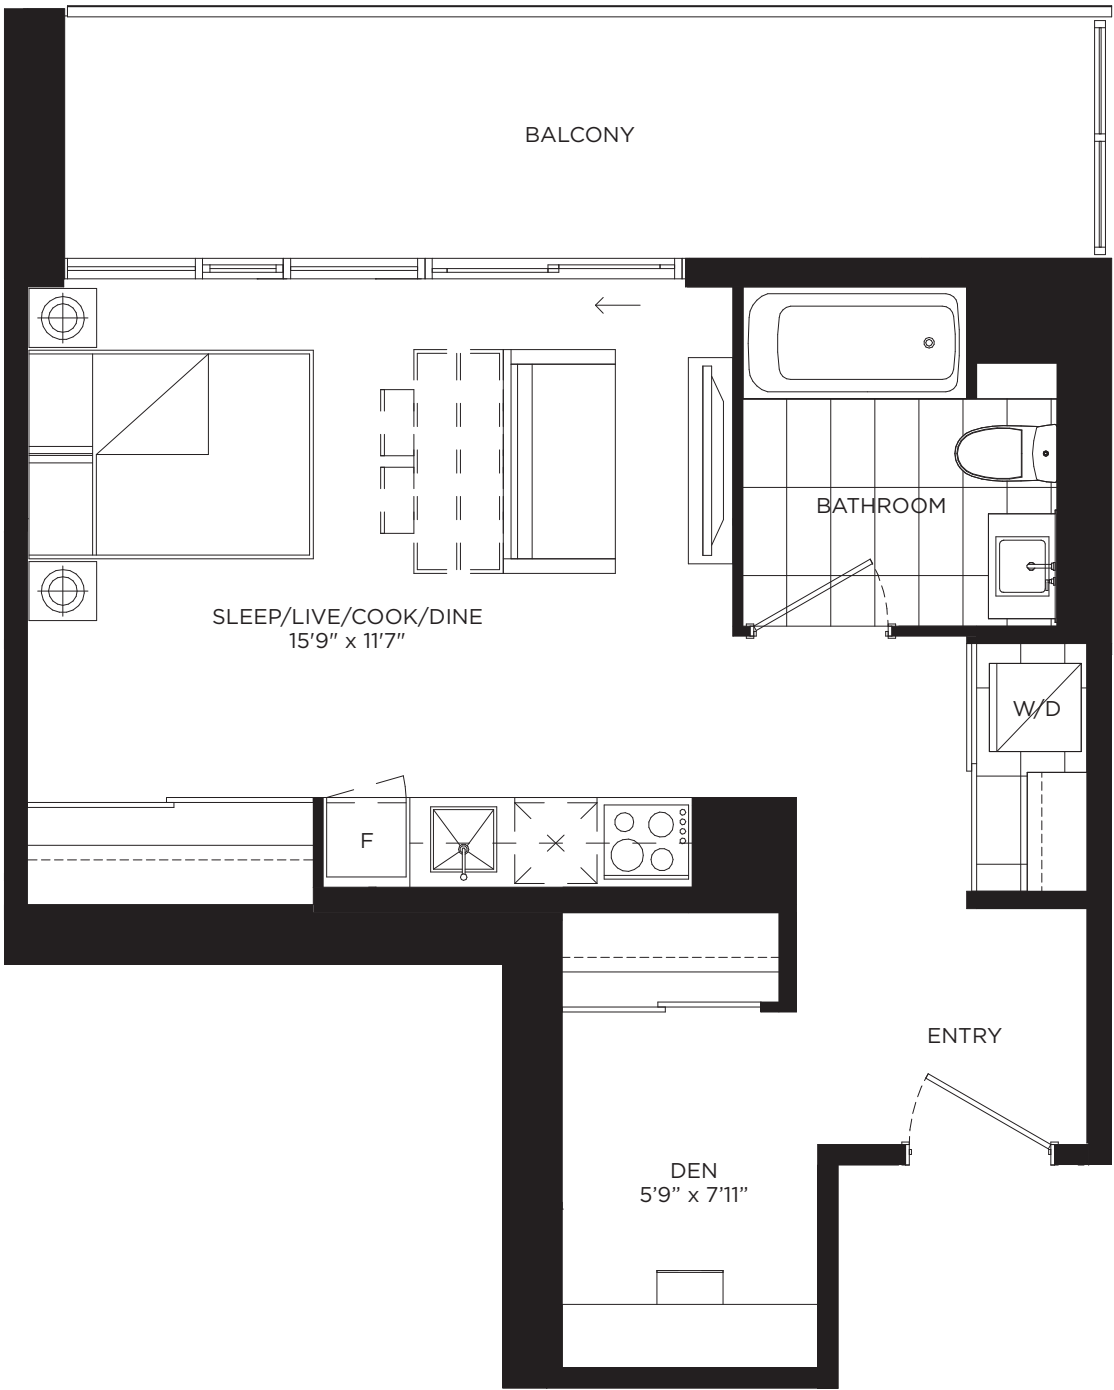 BALCONY
BATHROOM
SLEEP/LIVE/COOK/DINE
15'9" x 11'7"
W/D
F
ENTRY
DEN
5’9” x 7’11”